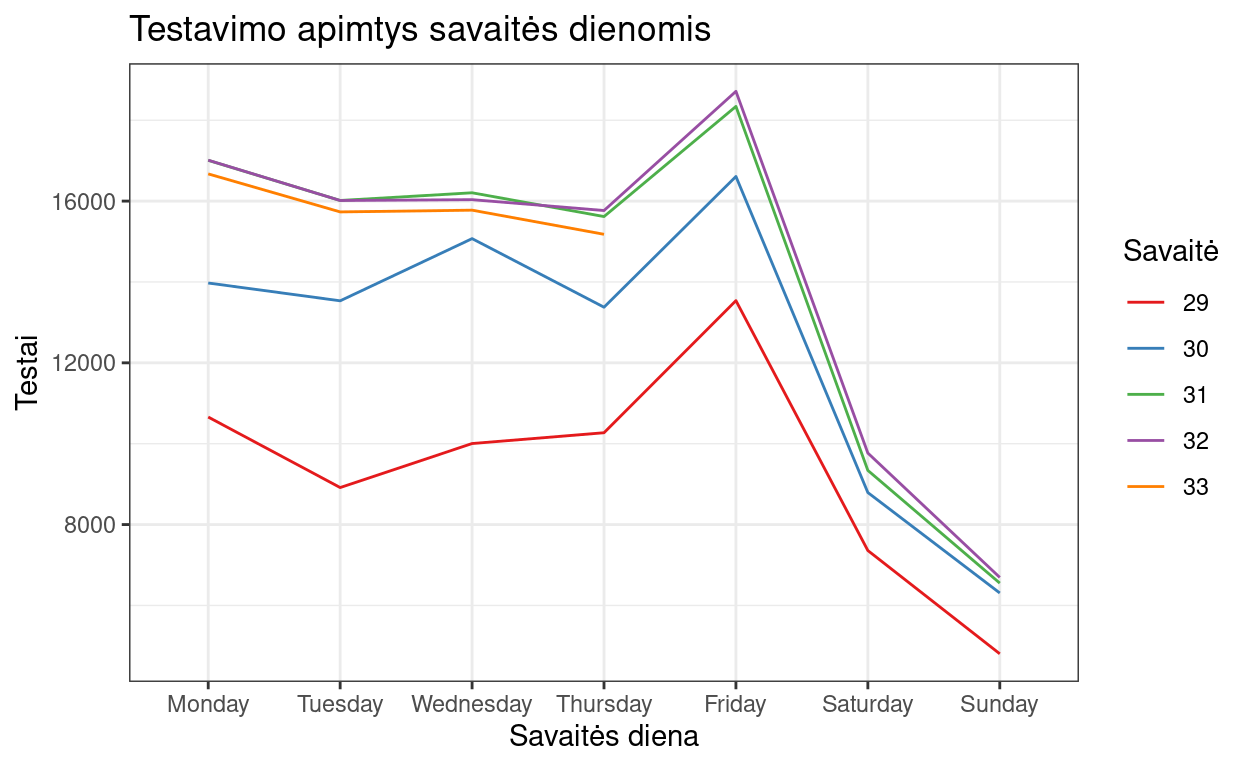 Testavimo apimtys savaitės dienomis
Testai
16000
12000
8000
Monday Tuesday Wednesday Thursday Friday Saturday Sunday
Savaitės diena
Savaitė
29
30
31
32
33